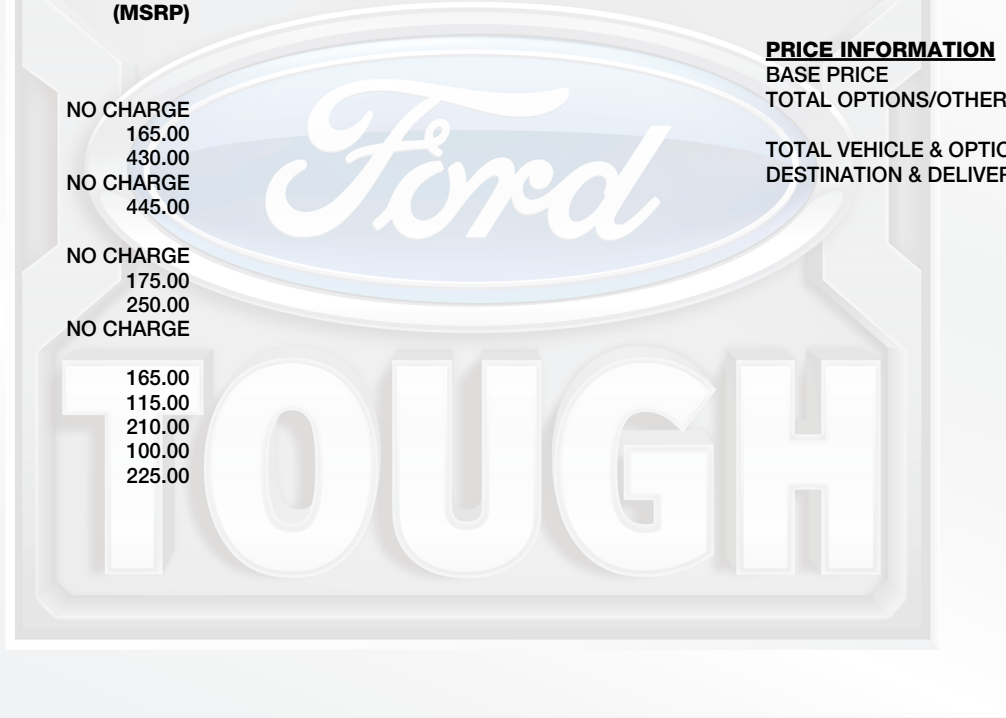 (MSRP)
NO CHARGE
165.00
430.00
NO CHARGE
445.00
NO CHARGE
175.00
250.00
NO CHARGE
165.00
115.00
210.00
100.00
225.00
PRICE INFORMATION
BASE PRICE
TOTAL OPTIONS/OTHER
TOTAL VEHICLE & OPTIO
DESTINATION & DELIVER
Ford
TOUGH